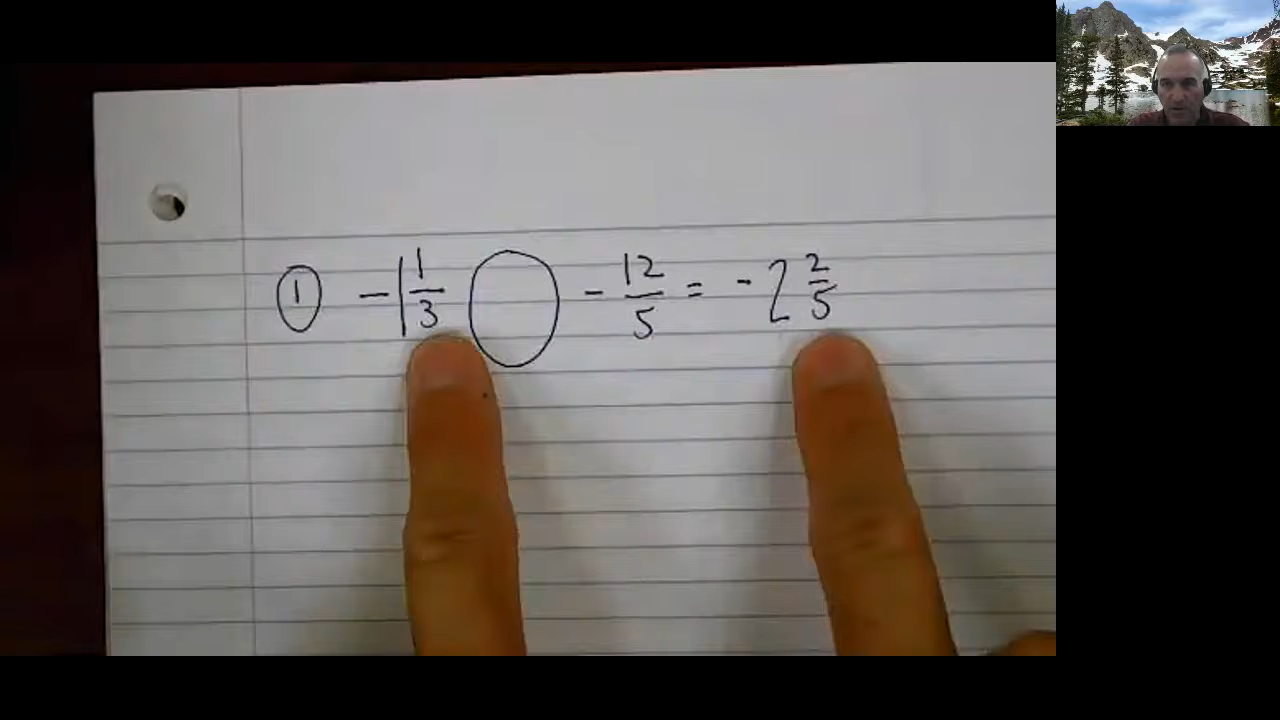 ① -1 1/3 ◯ - 12/5 = -2 2/5